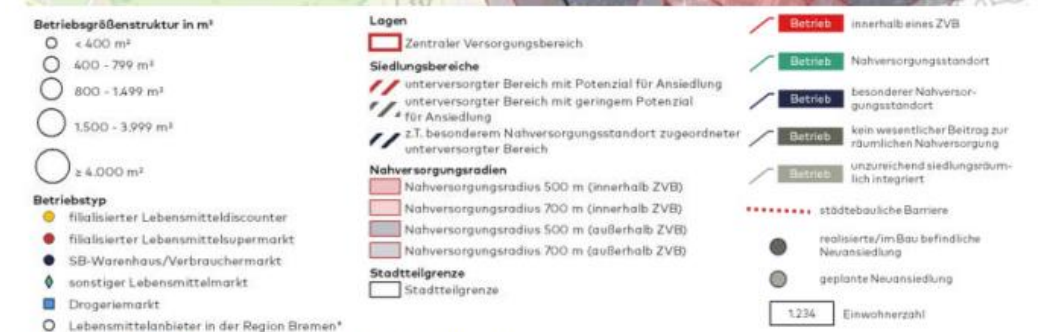 Betriebsgrößenstruktur in m²
< 400 m²
400 - 799 m²
800 - 1.499 m²
1.500 - 3.999 m²
≥ 4.000 m²
Betriebstyp
filialisierter Lebensmitteldiscounter
filialisierter Lebensmittelsupermarkt
SB-Warenhaus/Verbrauchermarkt
sonstiger Lebensmittelmarkt
Drogeriemarkt
Lebensmittelanbieter in der Region Bremen*
Lagen
Zentraler Versorgungsbereich
Siedlungsbereiche
unterversorgter Bereich mit Potenzial für Ansiedlung
unterversorgter Bereich mit geringem Potenzial
für Ansiedlung
z.T. besonderem Nahversorgungsstandort zugeordneter
unterversorgter Bereich
Nahversorgungsradien
Nahversorgungsradius 500 m (innerhalb ZVB)
Nahversorgungsradius 700 m (innerhalb ZVB)
Nahversorgungsradius 500 m (außerhalb ZVB)
Nahversorgungsradius 700 m (außerhalb ZVB)
Stadtteilgrenze
Stadtteilgrenze
Betrieb innerhalb eines ZVB
Betrieb Nahversorgungsstandort
Betrieb besonderer Nahversor-
gungsstandort
Betrieb kein wesentlicher Beitrag zur
räumlichen Nahversorgung
Betrieb unzureichend siedlungsräum-
lich integriert
städtebauliche Barriere
realisierte/im Bau befindliche
Neuansiedlung
geplante Neuansiedlung
1.234 Einwohnerzahl